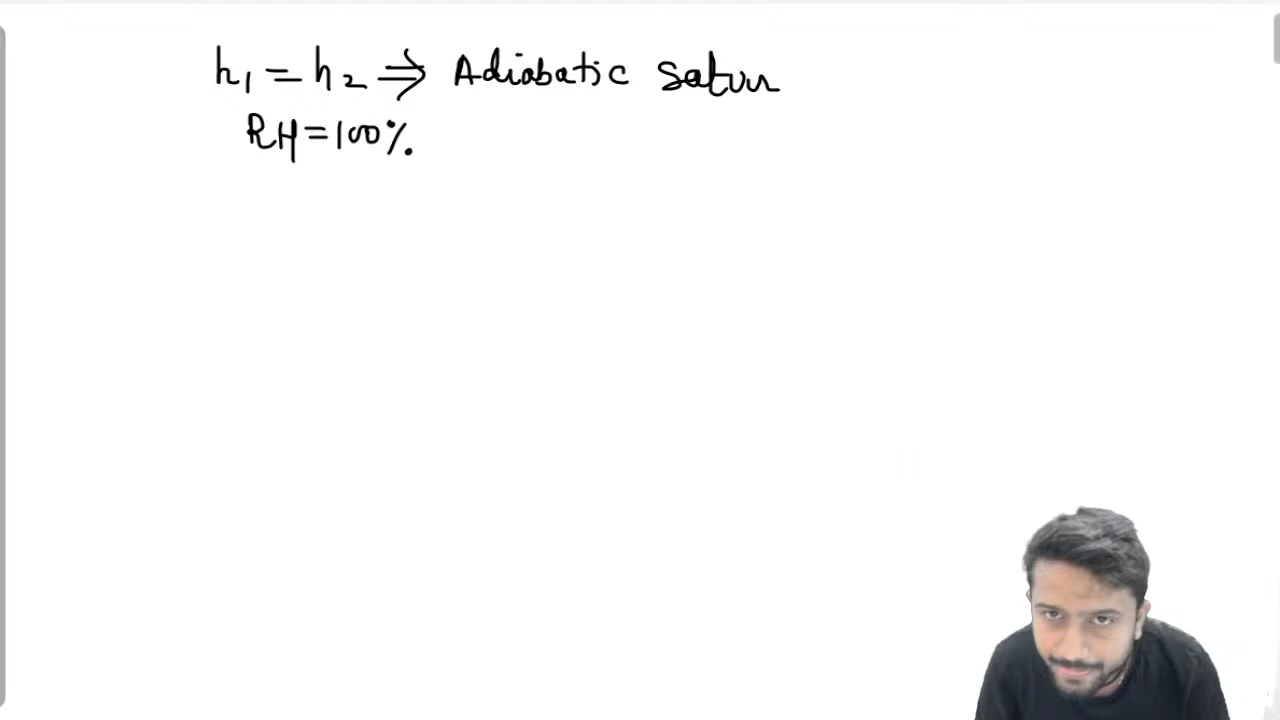 h₁ = h₂ ⇒ Adiabatic satur
RH = 100%.